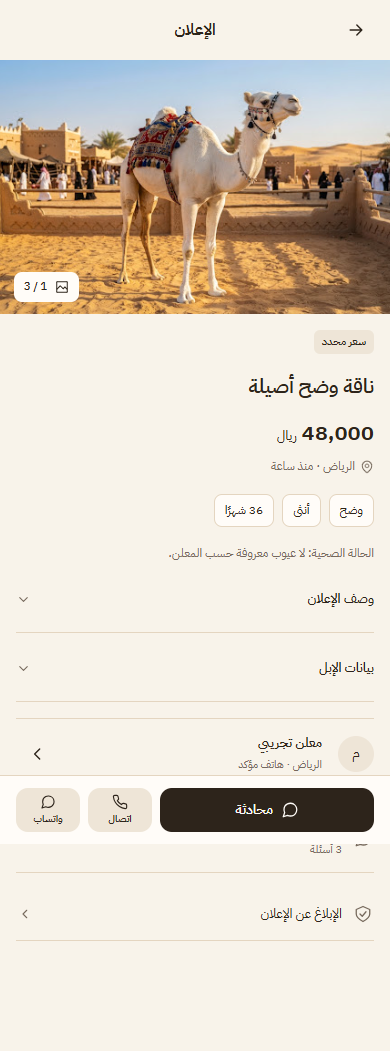 الإعلان
3 / 1
سعر محدد
ناقة وضح أصيلة
48,000 ريال
الرياض · منذ ساعة
وضح
أنثى
36 شهرًا
الحالة الصحية: لا عيوب معروفة حسب المعلن.
وصف الإعلان
بيانات الإبل
م
معلن تجريبي
الرياض · هاتف مؤكد
محادثة
اتصال
واتساب
3 أسئلة
الإبلاغ عن الإعلان